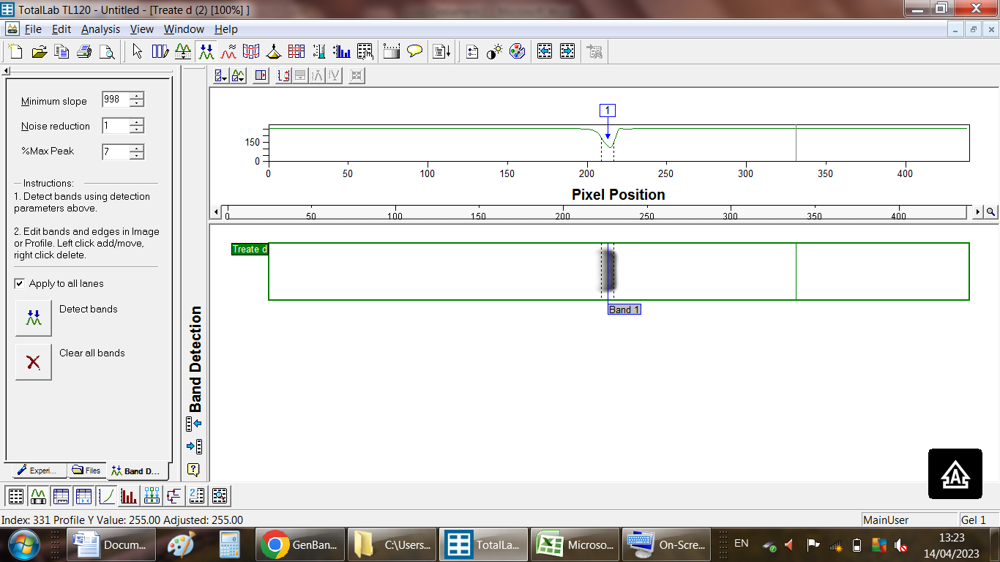 TotalLab TL120 - Untitled - [Treate d (2) [100%] ]
File Edit Analysis View Window Help
Minimum slope 998
Noise reduction 1
%Max Peak 7
Instructions:
1. Detect bands using detection
parameters above.
2. Edit bands and edges in Image
or Profile. Left click add/move,
right click delete.
Apply to all lanes
Detect bands
Clear all bands
Experi... Files Band D...
Band Detection
1
150
0
0 50 100 150 200 250 300 350 400
Pixel Position
0 50 100 150 200 250 300 350 400
Treate d
Band 1
A
Index: 331 Profile Y Value: 255.00 Adjusted: 255.00
MainUser Gel 1
Docum... GenBan... C:\Users... TotalLa... Microso... On-Scre... EN
13:23
14/04/2023